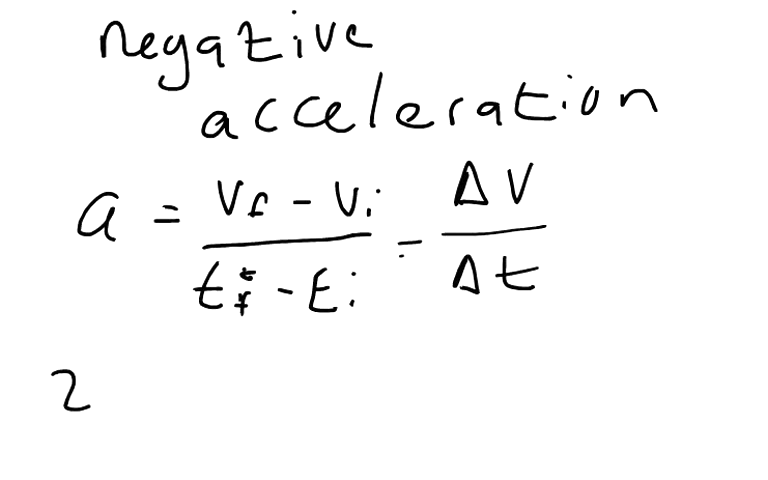 negative
acceleration
a = Vf - Vi = ΔV
tf - ti Δt
2